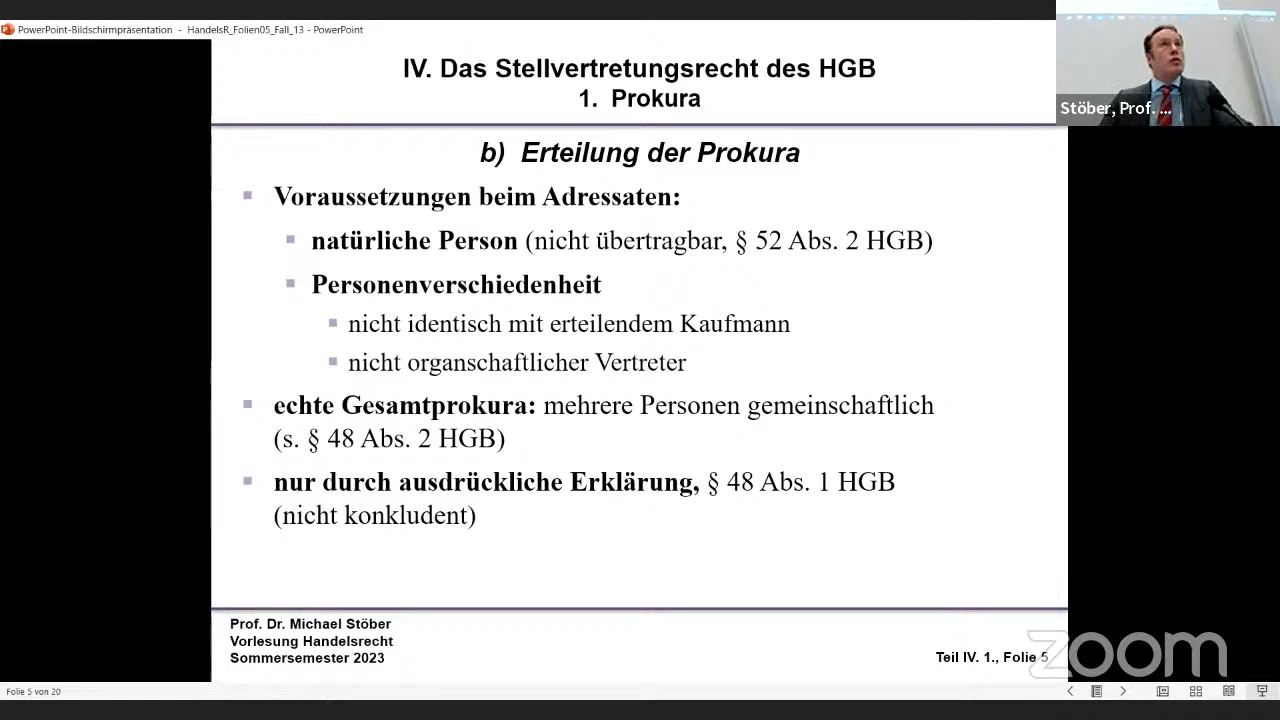 PowerPoint-Bildschirmpräsentation - HandelsR_Folien05_Fall_13 - PowerPoint
IV. Das Stellvertretungsrecht des HGB
1. Prokura
Stöber, Prof. ...
b) Erteilung der Prokura
Voraussetzungen beim Adressaten:
natürliche Person (nicht übertragbar, § 52 Abs. 2 HGB)
Personenverschiedenheit
nicht identisch mit erteilendem Kaufmann
nicht organschaftlicher Vertreter
echte Gesamtprokura: mehrere Personen gemeinschaftlich
(s. § 48 Abs. 2 HGB)
nur durch ausdrückliche Erklärung, § 48 Abs. 1 HGB
(nicht konkludent)
Prof. Dr. Michael Stöber
Vorlesung Handelsrecht
Sommersemester 2023
Teil IV. 1., Folie 5
zoom
Folie 5 von 20